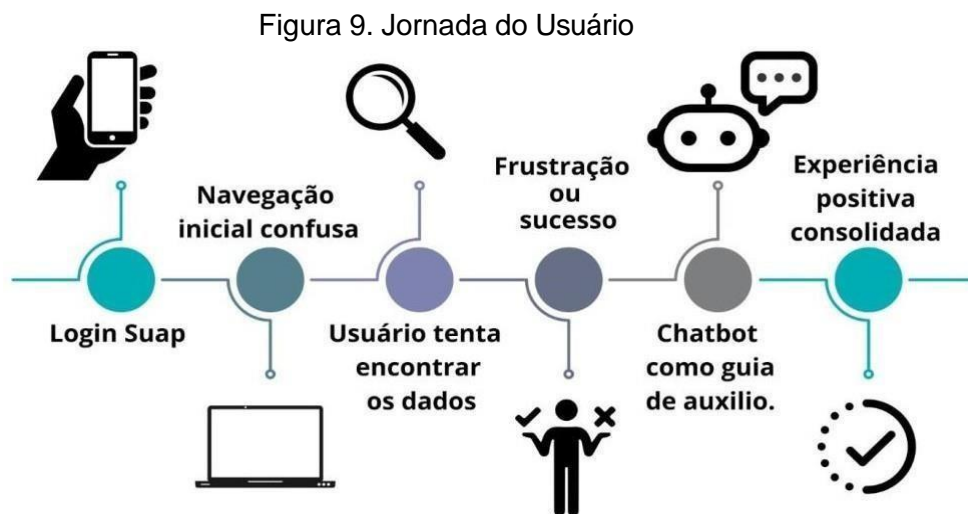 Figura 9. Jornada do Usuário
Login Suap
Navegação
inicial confusa
Usuário tenta
encontrar
os dados
Frustração
ou
sucesso
Chatbot
como guia
de auxilio.
Experiência
positiva
consolidada